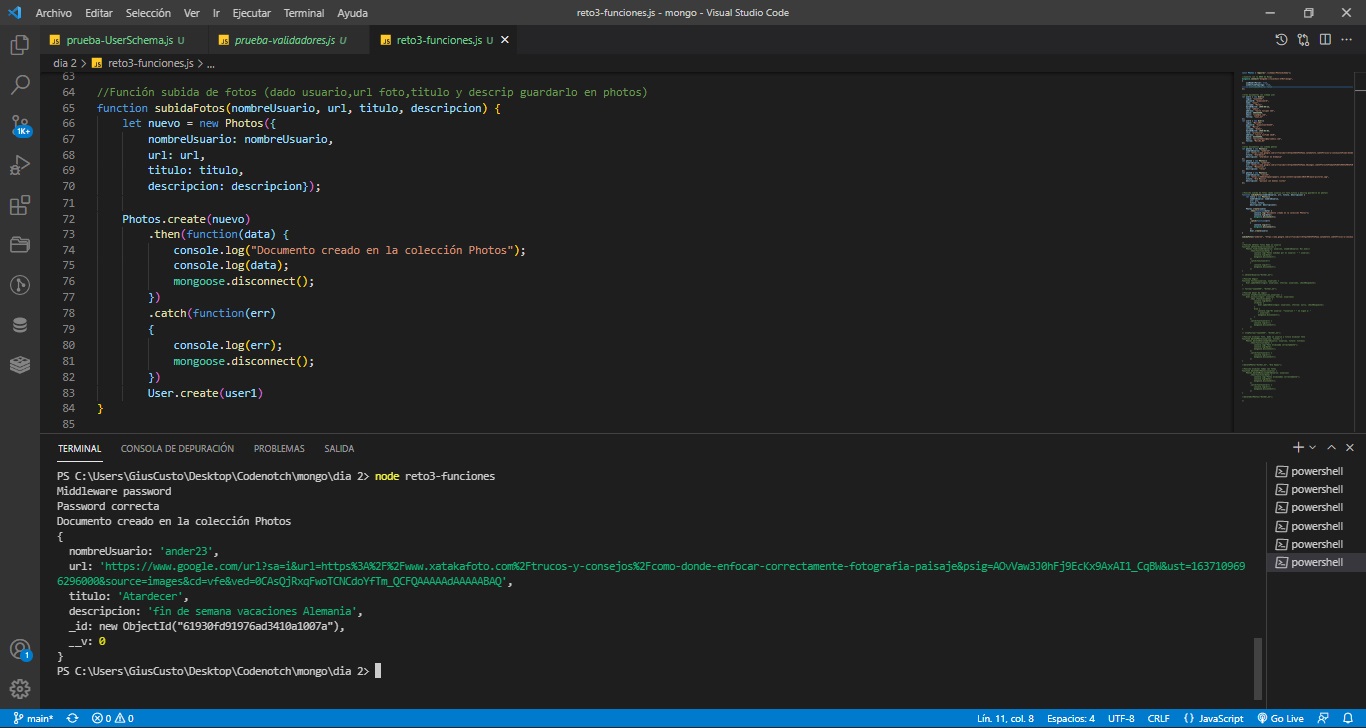 Archivo Editar Selección Ver Ir Ejecutar Terminal Ayuda
reto3-funciones.js - mongo - Visual Studio Code
prueba-UserSchema.js U
prueba-validadores.js U
reto3-funciones.js U
dia 2 > reto3-funciones.js > ...
63
64 //Función subida de fotos (dado usuario,url foto,titulo y descrip guardarlo en photos)
65 function subidaFotos(nombreUsuario, url, titulo, descripcion) {
66 let nuevo = new Photos({
67 nombreUsuario: nombreUsuario,
68 url: url,
69 titulo: titulo,
70 descripcion: descripcion});
71
72 Photos.create(nuevo)
73 .then(function(data) {
74 console.log("Documento creado en la colección Photos");
75 console.log(data);
76 mongoose.disconnect();
77 })
78 .catch(function(err)
79 {
80 console.log(err);
81 mongoose.disconnect();
82 })
83 User.create(user1)
84 }
85
1K+
TERMINAL CONSOLA DE DEPURACIÓN PROBLEMAS SALIDA
PS C:\Users\GiusCusto\Desktop\Codenotch\mongo\dia 2> node reto3-funciones
Middleware password
Password correcta
Documento creado en la colección Photos
{
nombreUsuario: 'ander23',
url: 'https://www.google.com/url?sa=i&url=https%3A%2F%2Fwww.xatakafoto.com%2Ftrucos-y-consejos%2Fcomo-donde-enfocar-correctamente-fotografia-paisaje&psig=AOvVaw3J0hFj9EcKx9AxAI1_CqBW&ust=163710969
6296000&source=images&cd=vfe&ved=0CAsQjRxqFwoTCNCdoYfTm_QCFQAAAAAdAAAAABAQ',
titulo: 'Atardecer',
descripcion: 'fin de semana vacaciones Alemania',
_id: new ObjectId("61930fd91976ad3410a1007a"),
__v: 0
}
PS C:\Users\GiusCusto\Desktop\Codenotch\mongo\dia 2>
powershell
powershell
powershell
powershell
powershell
powershell
1
main* 0 0
Lín. 11, col. 8 Espacios: 4 UTF-8 CRLF {} JavaScript Go Live